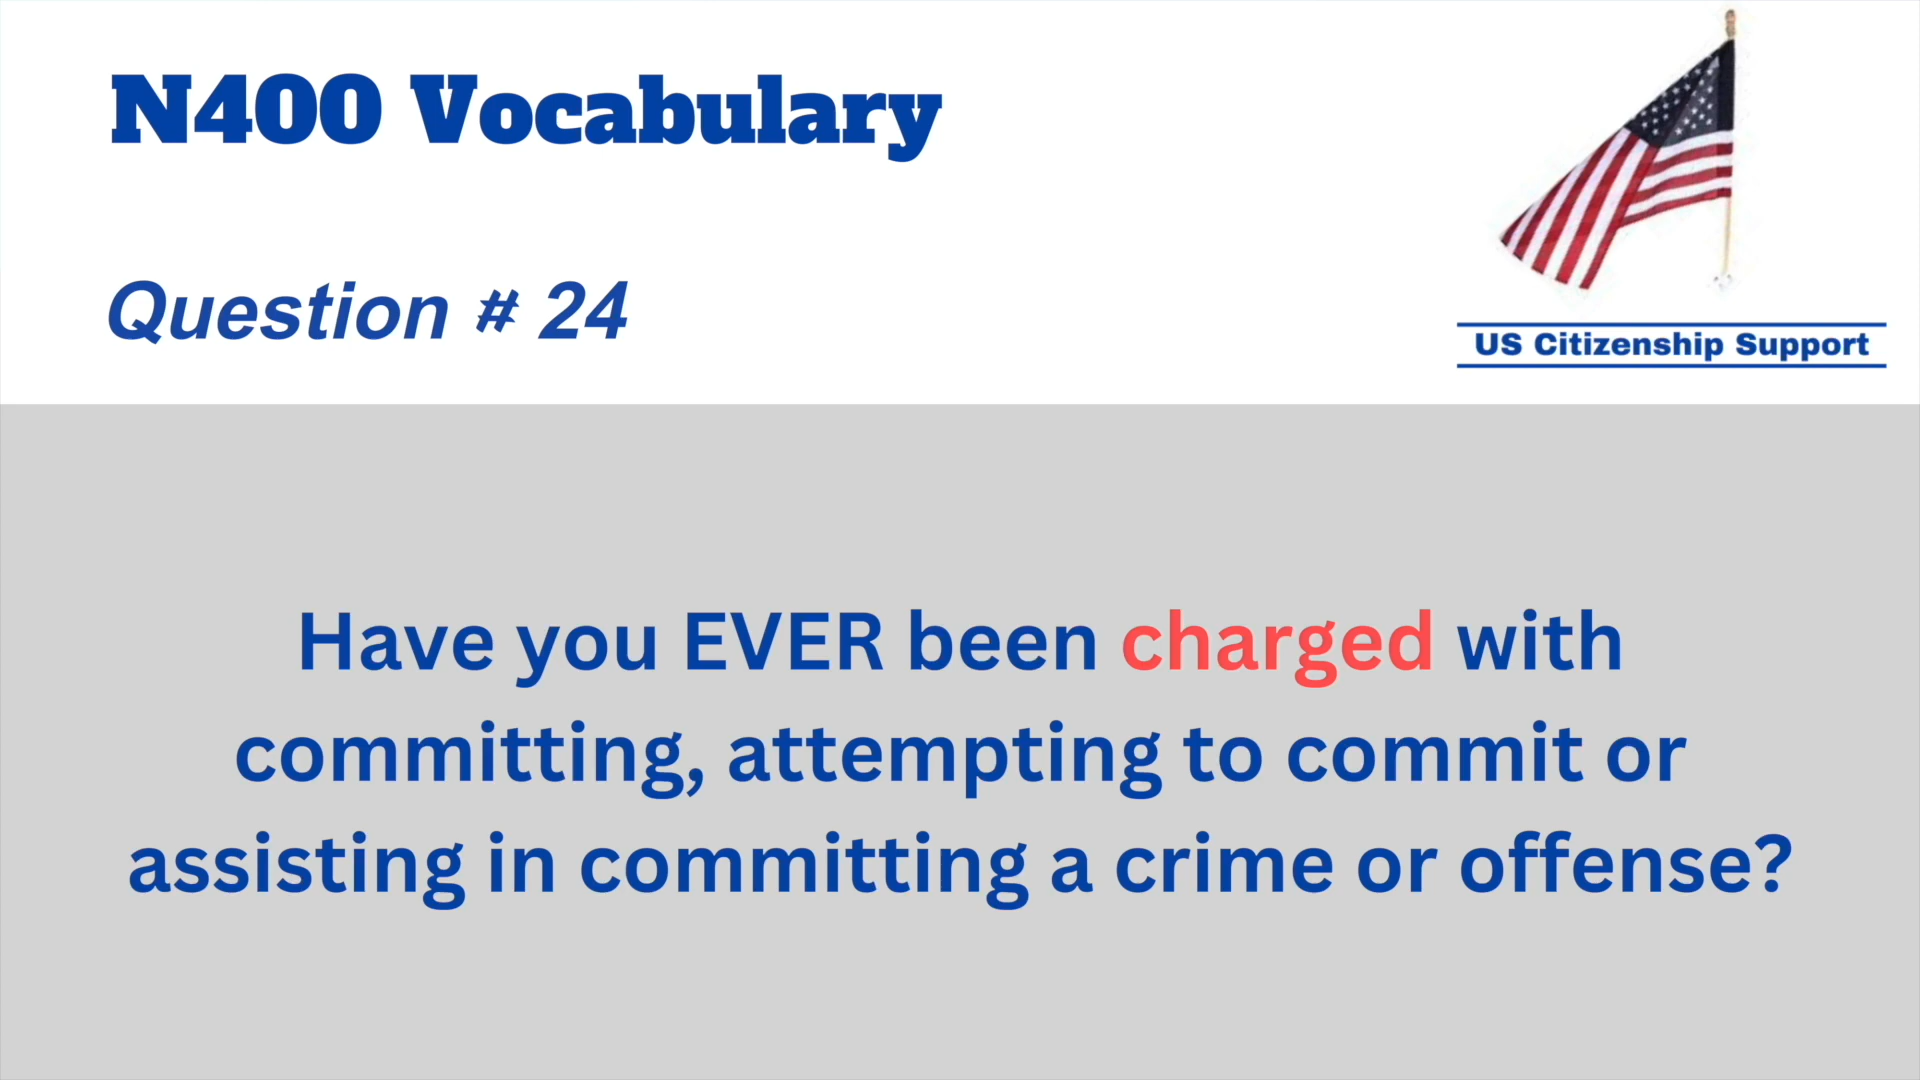 N400 Vocabulary
Question # 24
US Citizenship Support
Have you EVER been charged with
committing, attempting to commit or
assisting in committing a crime or offense?